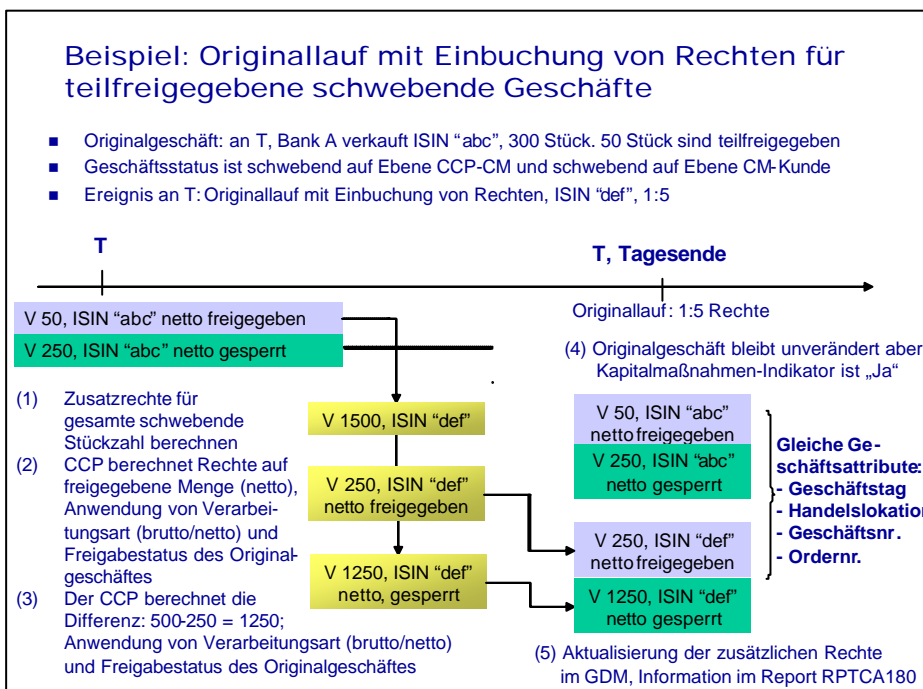 Beispiel: Originallauf mit Einbuchung von Rechten für
teilfreigegebene schwebende Geschäfte
■ Originalgeschäft: an T, Bank A verkauft ISIN "abc", 300 Stück. 50 Stück sind teilfreigegeben
■ Geschäftsstatus ist schwebend auf Ebene CCP-CM und schwebend auf Ebene CM-Kunde
■ Ereignis an T: Originallauf mit Einbuchung von Rechten, ISIN "def", 1:5
T
T, Tagesende
V 50, ISIN "abc" netto freigegeben
V 250, ISIN "abc" netto gesperrt
Originallauf: 1:5 Rechte
(4) Originalgeschäft bleibt unverändert aber
Kapitalmaßnahmen-Indikator ist „Ja“
(1) Zusatzrechte für
gesamte schwebende
Stückzahl berechnen
(2) CCP berechnet Rechte auf
freigegebene Menge (netto),
Anwendung von Verarbei-
tungsart (brutto/netto) und
Freigabestatus des Original-
geschäftes
(3) Der CCP berechnet die
Differenz: 500-250 = 1250;
Anwendung von Verarbeitungsart (brutto/netto)
und Freigabestatus des Originalgeschäftes
V 1500, ISIN "def"
V 250, ISIN "def"
netto freigegeben
V 1250, ISIN "def"
netto, gesperrt
V 50, ISIN "abc"
netto freigegeben
V 250, ISIN "abc"
netto gesperrt
V 250, ISIN "def"
netto freigegeben
V 1250, ISIN "def"
netto gesperrt
Gleiche Ge-
schäftsattribute:
- Geschäftstag
- Handelslokation
- Geschäftsnr.
- Ordernr.
(5) Aktualisierung der zusätzlichen Rechte
im GDM, Information im Report RPTCA180